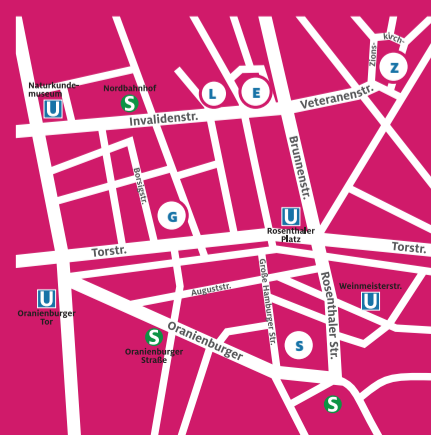 Zions-
kirch-
Z
Naturkunde-
museum
U
Nordbahnhof
S
L
E
Veteranenstr.
Invalidenstr.
Brunnenstr.
Borsigstr.
G
U
Rosenthaler
Platz
Torstr.
Torstr.
Große Hamburger Str.
Rosenthaler Str.
Weinmeisterstr.
U
Auguststr.
U
Oranienburger
Tor
Oranienburger
S
Oranienburger
Straße
S
S